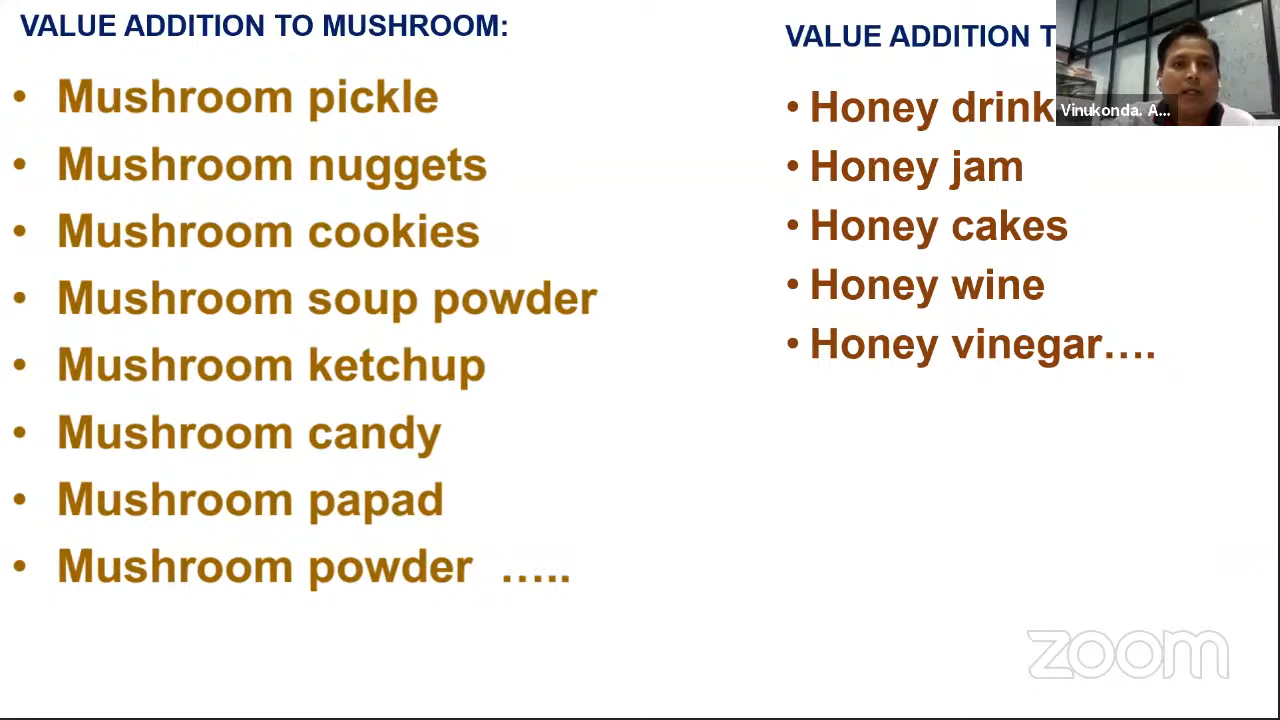 VALUE ADDITION TO MUSHROOM:
• Mushroom pickle
• Mushroom nuggets
• Mushroom cookies
• Mushroom soup powder
• Mushroom ketchup
• Mushroom candy
• Mushroom papad
• Mushroom powder …..
VALUE ADDITION T
• Honey drink
• Honey jam
• Honey cakes
• Honey wine
• Honey vinegar….
Vinukonda. A...
zoom